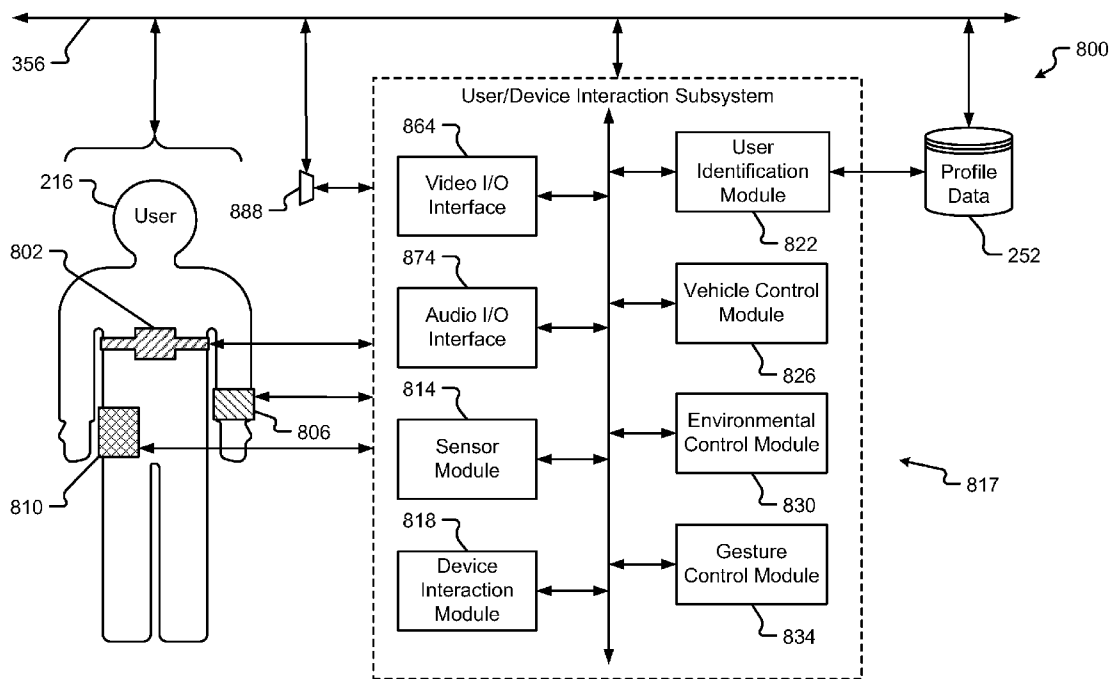 356
800
User/Device Interaction Subsystem
864
Video I/O
Interface
User
Identification
Module
822
Profile
Data
252
216
User
888
802
874
Audio I/O
Interface
Vehicle Control
Module
826
814
Sensor
Module
806
Environmental
Control Module
830
817
810
818
Device
Interaction
Module
Gesture
Control Module
834